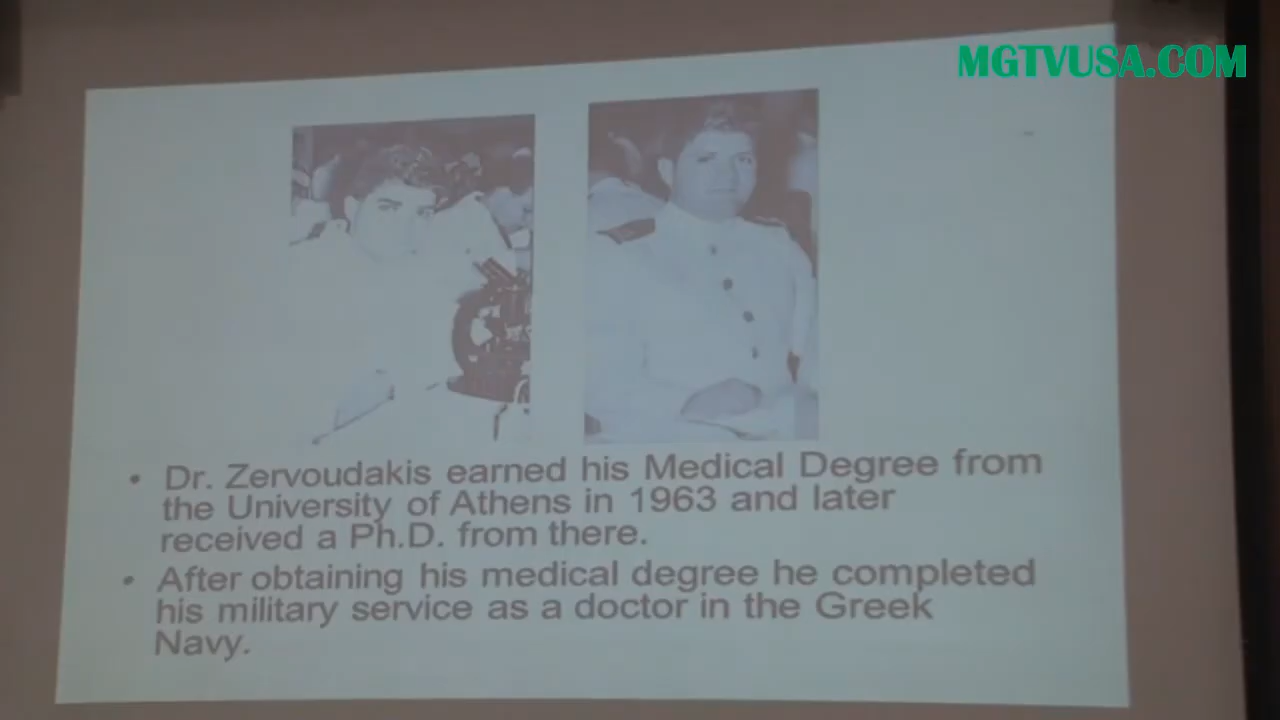 MGTVUSA.COM
• Dr. Zervoudakis earned his Medical Degree from
the University of Athens in 1963 and later
received a Ph.D. from there.
• After obtaining his medical degree he completed
his military service as a doctor in the Greek
Navy.